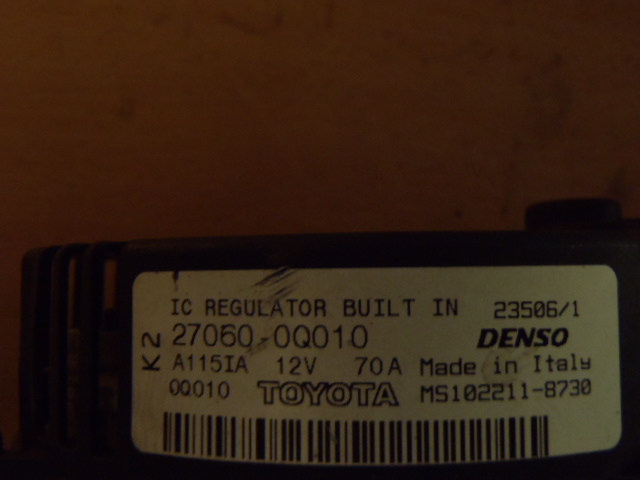 IC REGULATOR BUILT IN 23506/1
K2
27060-0Q010 DENSO
A115IA 12V 70A Made in Italy
0Q010 TOYOTA MS102211-8730